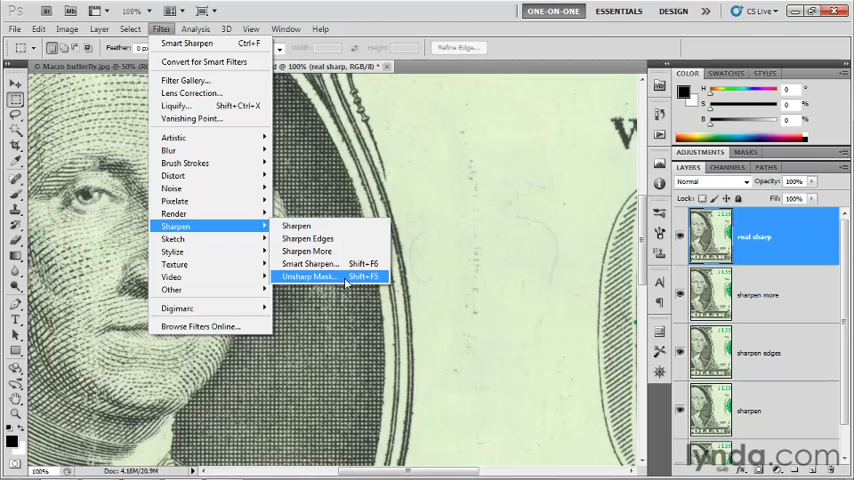 Ps Br Mb 100% ONE-ON-ONE ESSENTIALS DESIGN CS Live
File Edit Image Layer Select Filter Analysis 3D View Window Help
Feather: 0 p Width: Height: Refine Edge...
© Macro butterfly.jpg @ 50% @ 100% (real sharp, RGB/8) *
Smart Sharpen Ctrl+F
Convert for Smart Filters
Filter Gallery...
Lens Correction...
Liquify... Shift+Ctrl+X
Vanishing Point...
Artistic
Blur
Brush Strokes
Distort
Noise
Pixelate
Render
Sharpen
Sketch
Stylize
Texture
Video
Other
Digimarc
Browse Filters Online...
Sharpen
Sharpen Edges
Sharpen More
Smart Sharpen... Shift+F6
Unsharp Mask... Shift+F5
COLOR SWATCHES STYLES
H 0 °
S 0 %
B 0 %
ADJUSTMENTS MASKS
LAYERS CHANNELS PATHS
Normal Opacity: 100%
Lock: Fill: 100%
real sharp
sharpen more
sharpen edges
sharpen
100% Doc: 4.18M/20.9M
lynda.com